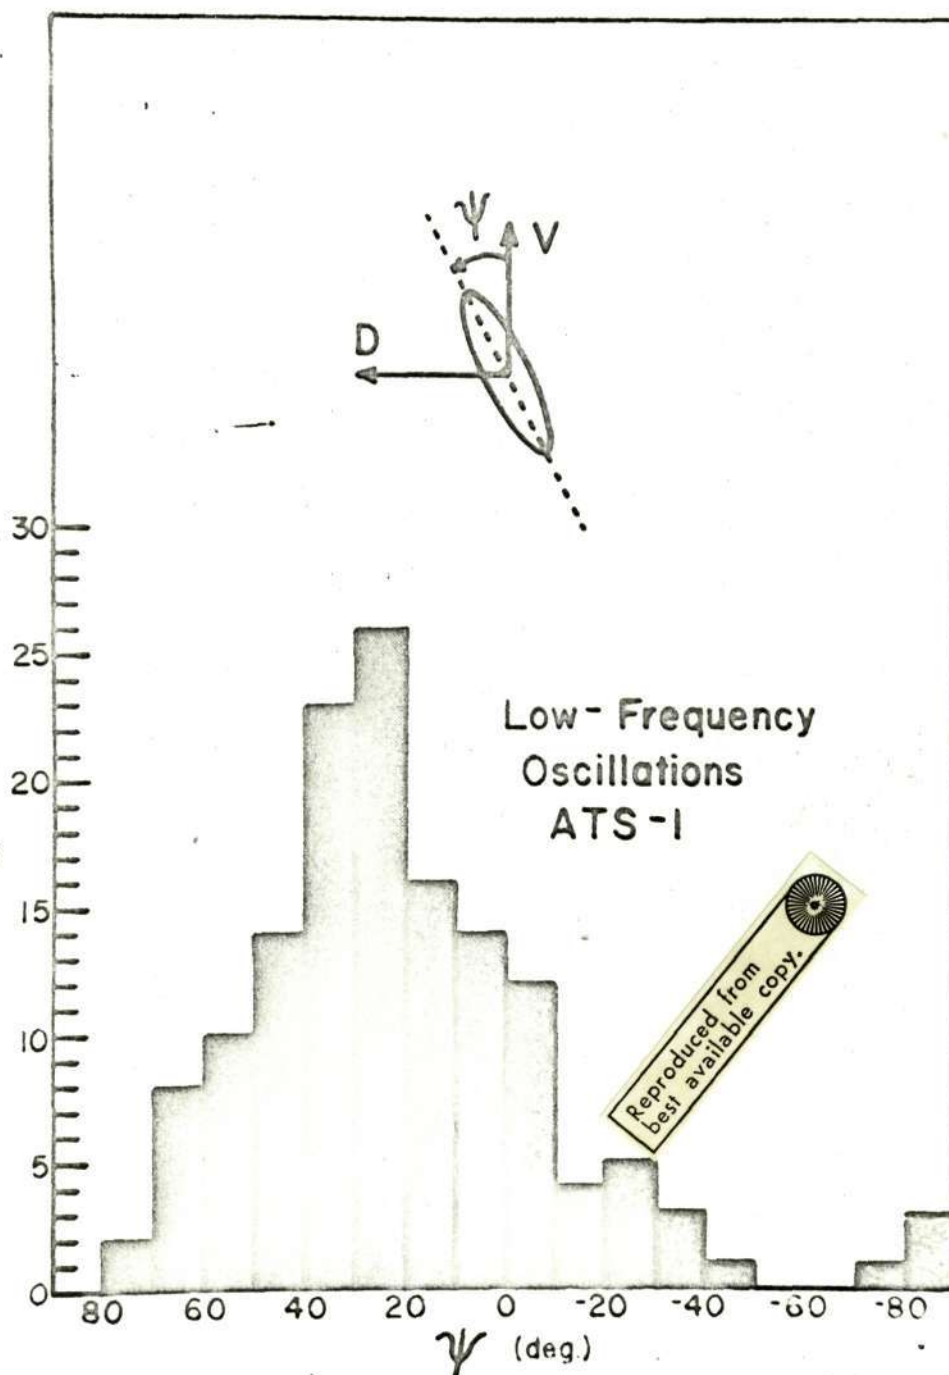 ψ
V
D
30
25
20
15
10
5
0
Low-Frequency
Oscillations
ATS-1
Reproduced from
best available copy.
80 60 40 20 0 -20 -40 -60 -80
ψ (deg.)